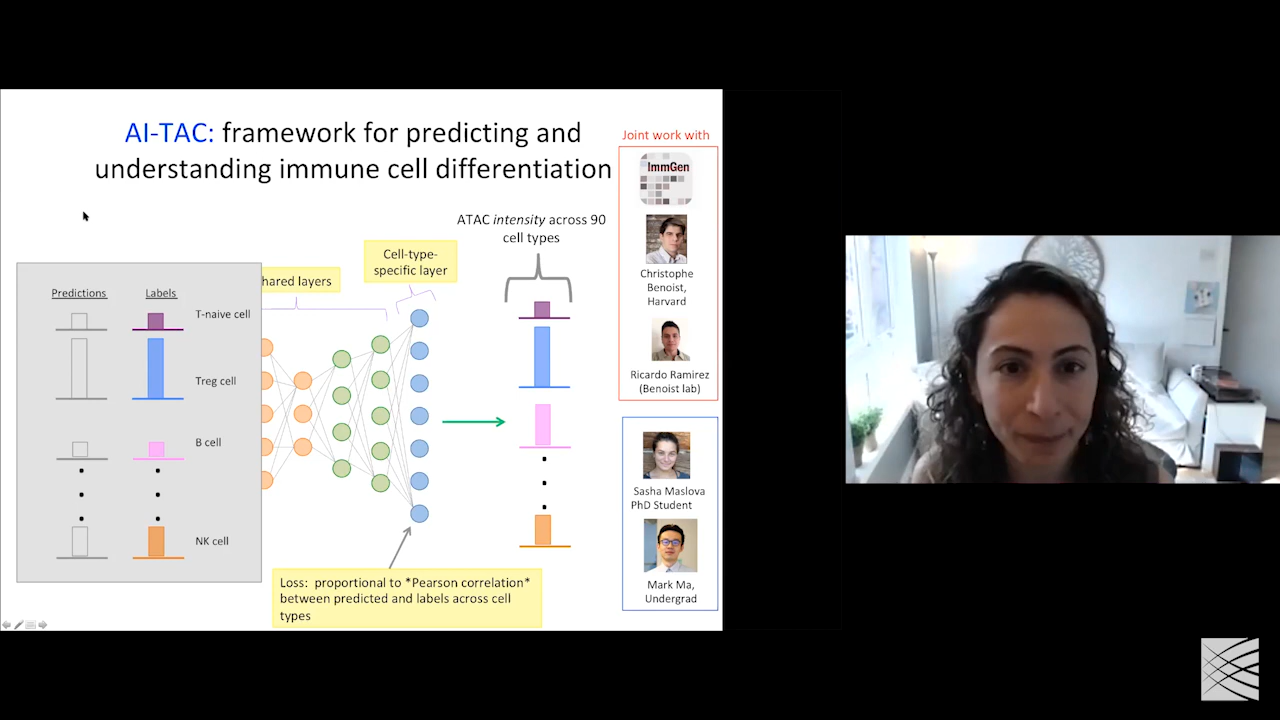 AI-TAC: framework for predicting and
understanding immune cell differentiation
Joint work with
ImmGen
Christophe
Benoist,
Harvard
Ricardo Ramirez
(Benoist lab)
Sasha Maslova
PhD Student
Mark Ma,
Undergrad
ATAC intensity across 90
cell types
Cell-type-
specific layer
hared layers
Predictions
Labels
T-naive cell
Treg cell
B cell
NK cell
Loss: proportional to *Pearson correlation*
between predicted and labels across cell
types